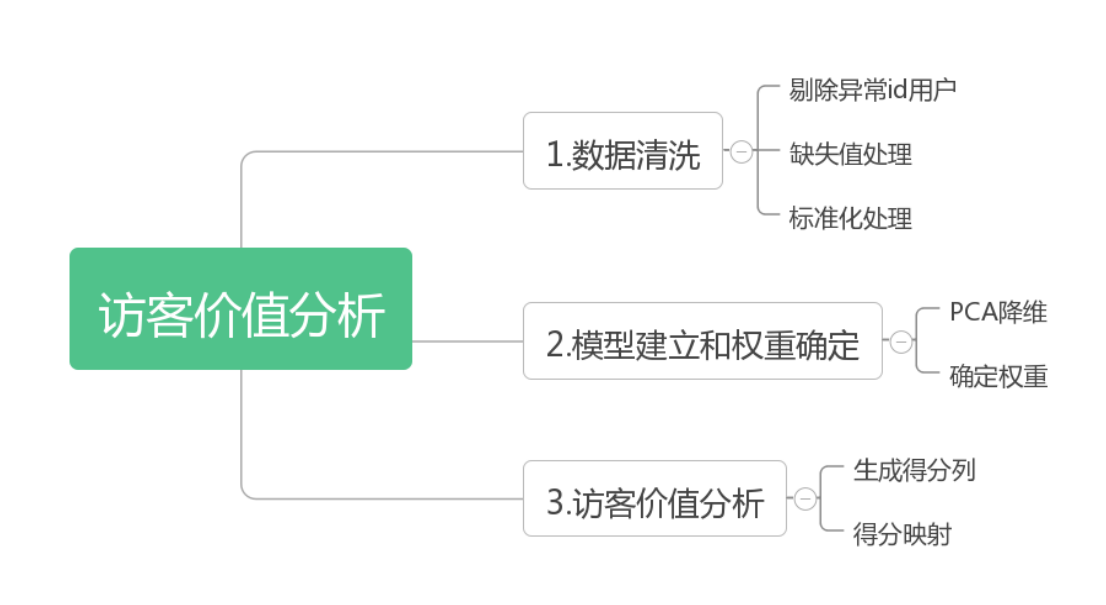 访客价值分析
1.数据清洗
剔除异常id用户
缺失值处理
标准化处理
2.模型建立和权重确定
PCA降维
确定权重
3.访客价值分析
生成得分列
得分映射